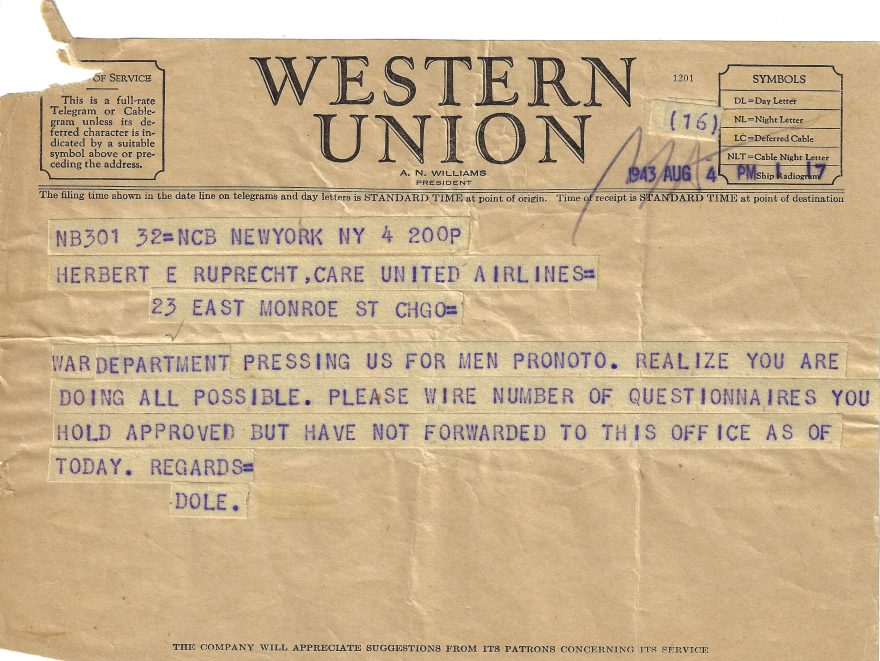 OF SERVICE
This is a full-rate
Telegram or Cable-
gram unless its de-
ferred character is in-
dicated by a suitable
symbol above or pre-
ceding the address.
WESTERN
UNION
A. N. WILLIAMS
PRESIDENT
1201
(16)
SYMBOLS
DL=Day Letter
NL=Night Letter
LC=Deferred Cable
NLT=Cable Night Letter
Ship Radiogram
1943 AUG 4 PM 1 17
The filing time shown in the date line on telegrams and day letters is STANDARD TIME at point of origin. Time of receipt is STANDARD TIME at point of destination
NB301 32=NCB NEWYORK NY 4 200P
HERBERT E RUPRECHT,CARE UNITED AIRLINES=
23 EAST MONROE ST CHGO=
WAR DEPARTMENT PRESSING US FOR MEN PRONOTO. REALIZE YOU ARE
DOING ALL POSSIBLE. PLEASE WIRE NUMBER OF QUESTIONNAIRES YOU
HOLD APPROVED BUT HAVE NOT FORWARDED TO THIS OFFICE AS OF
TODAY. REGARDS=
DOLE.
THE COMPANY WILL APPRECIATE SUGGESTIONS FROM ITS PATRONS CONCERNING ITS SERVICE